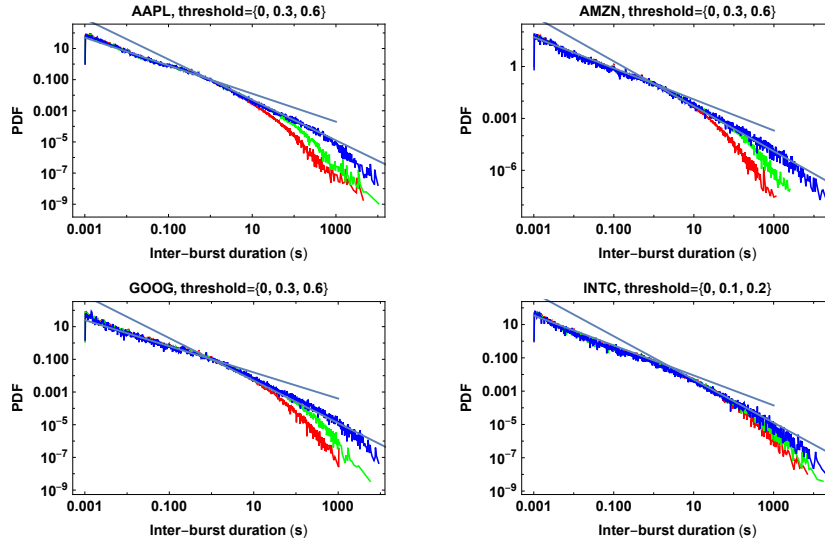 AAPL, threshold={0, 0.3, 0.6}
PDF
10
0.100
0.001
10^-5
10^-7
10^-9
0.001 0.100 10 1000
Inter-burst duration (s)
AMZN, threshold={0, 0.3, 0.6}
PDF
1
0.001
10^-6
0.001 0.100 10 1000
Inter-burst duration (s)
GOOG, threshold={0, 0.3, 0.6}
PDF
10
0.100
0.001
10^-5
10^-7
10^-9
0.001 0.100 10 1000
Inter-burst duration (s)
INTC, threshold={0, 0.1, 0.2}
PDF
10
0.100
0.001
10^-5
10^-7
10^-9
0.001 0.100 10 1000
Inter-burst duration (s)